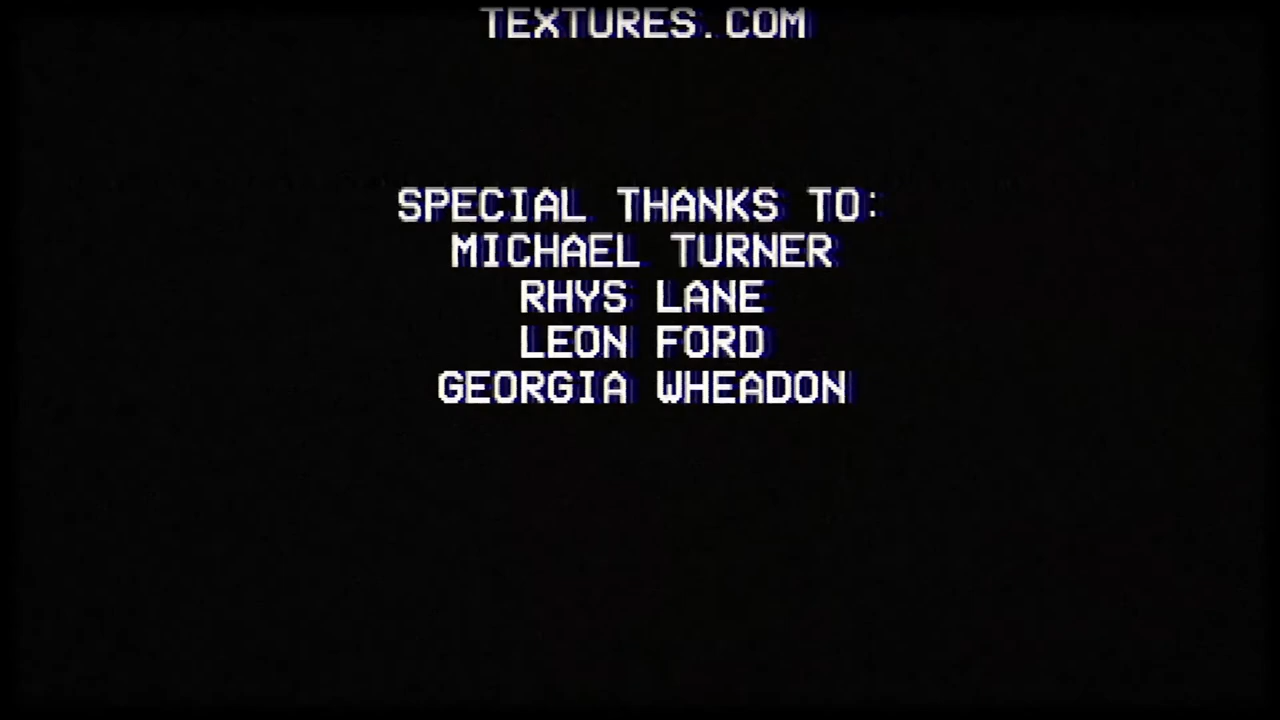 TEXTURES.COM
SPECIAL THANKS TO:
MICHAEL TURNER
RHYS LANE
LEON FORD
GEORGIA WHEADON